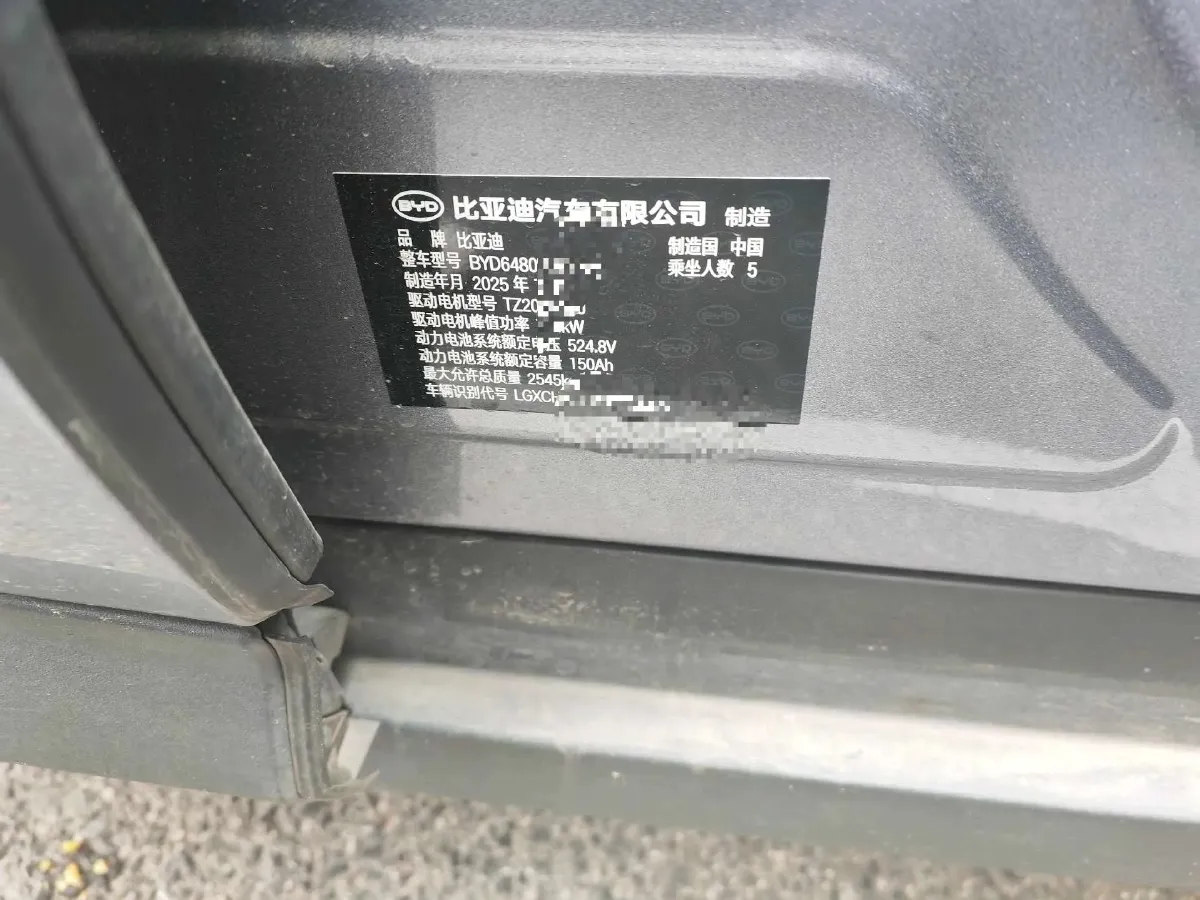 BYD 比亚迪汽车有限公司 制造
品 牌 比亚迪
制造国 中国
整车型号 BYD6480
乘坐人数 5
制造年月 2025 年
驱动电机型号 TZ20
驱动电机峰值功率 kW
动力电池系统额定电压 524.8V
动力电池系统额定容量 150Ah
最大允许总质量 2545k
车辆识别代号 LGXC